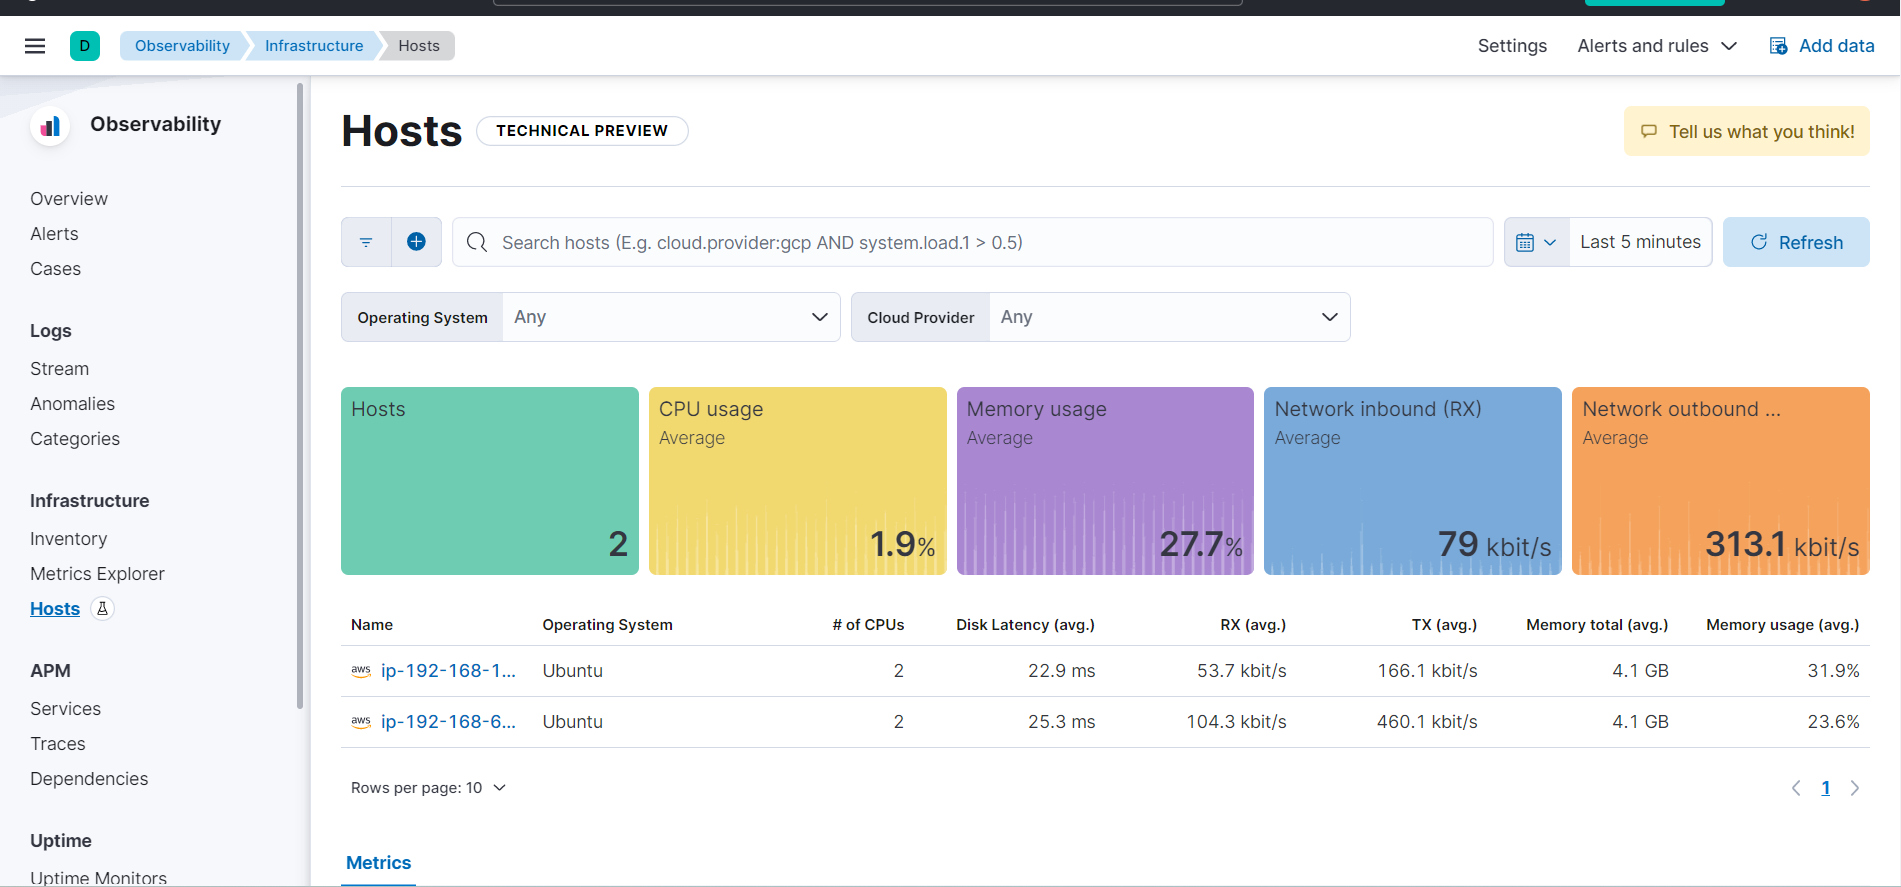 D
Observability
Infrastructure
Hosts
Settings
Alerts and rules
Add data
Observability
Overview
Alerts
Cases
Logs
Stream
Anomalies
Categories
Infrastructure
Inventory
Metrics Explorer
Hosts
APM
Services
Traces
Dependencies
Uptime
Uptime Monitors
Hosts
TECHNICAL PREVIEW
Tell us what you think!
Search hosts (E.g. cloud.provider:gcp AND system.load.1 > 0.5)
Last 5 minutes
Refresh
Operating System Any
Cloud Provider Any
Hosts
2
CPU usage
Average
1.9%
Memory usage
Average
27.7%
Network inbound (RX)
Average
79 kbit/s
Network outbound ...
Average
313.1 kbit/s
Name Operating System # of CPUs Disk Latency (avg.) RX (avg.) TX (avg.) Memory total (avg.) Memory usage (avg.)
aws ip-192-168-1... Ubuntu 2 22.9 ms 53.7 kbit/s 166.1 kbit/s 4.1 GB 31.9%
aws ip-192-168-6... Ubuntu 2 25.3 ms 104.3 kbit/s 460.1 kbit/s 4.1 GB 23.6%
Rows per page: 10
1
Metrics